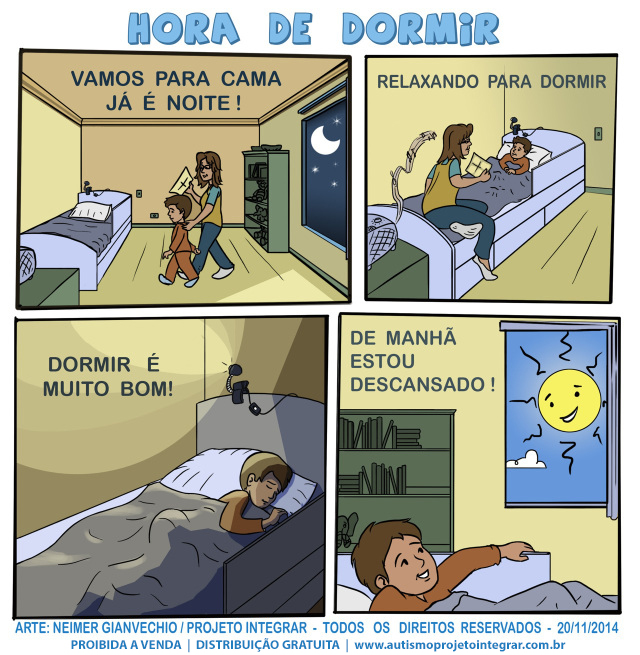 HORA DE DORMIR
VAMOS PARA CAMA
JÁ É NOITE !
RELAXANDO PARA DORMIR
DORMIR É
MUITO BOM!
DE MANHÃ
ESTOU
DESCANSADO !
ARTE: NEIMER GIANVECHIO / PROJETO INTEGRAR - TODOS OS DIREITOS RESERVADOS - 20/11/2014
PROIBIDA A VENDA | DISTRIBUIÇÃO GRATUITA | www.autismoprojetointegrar.com.br